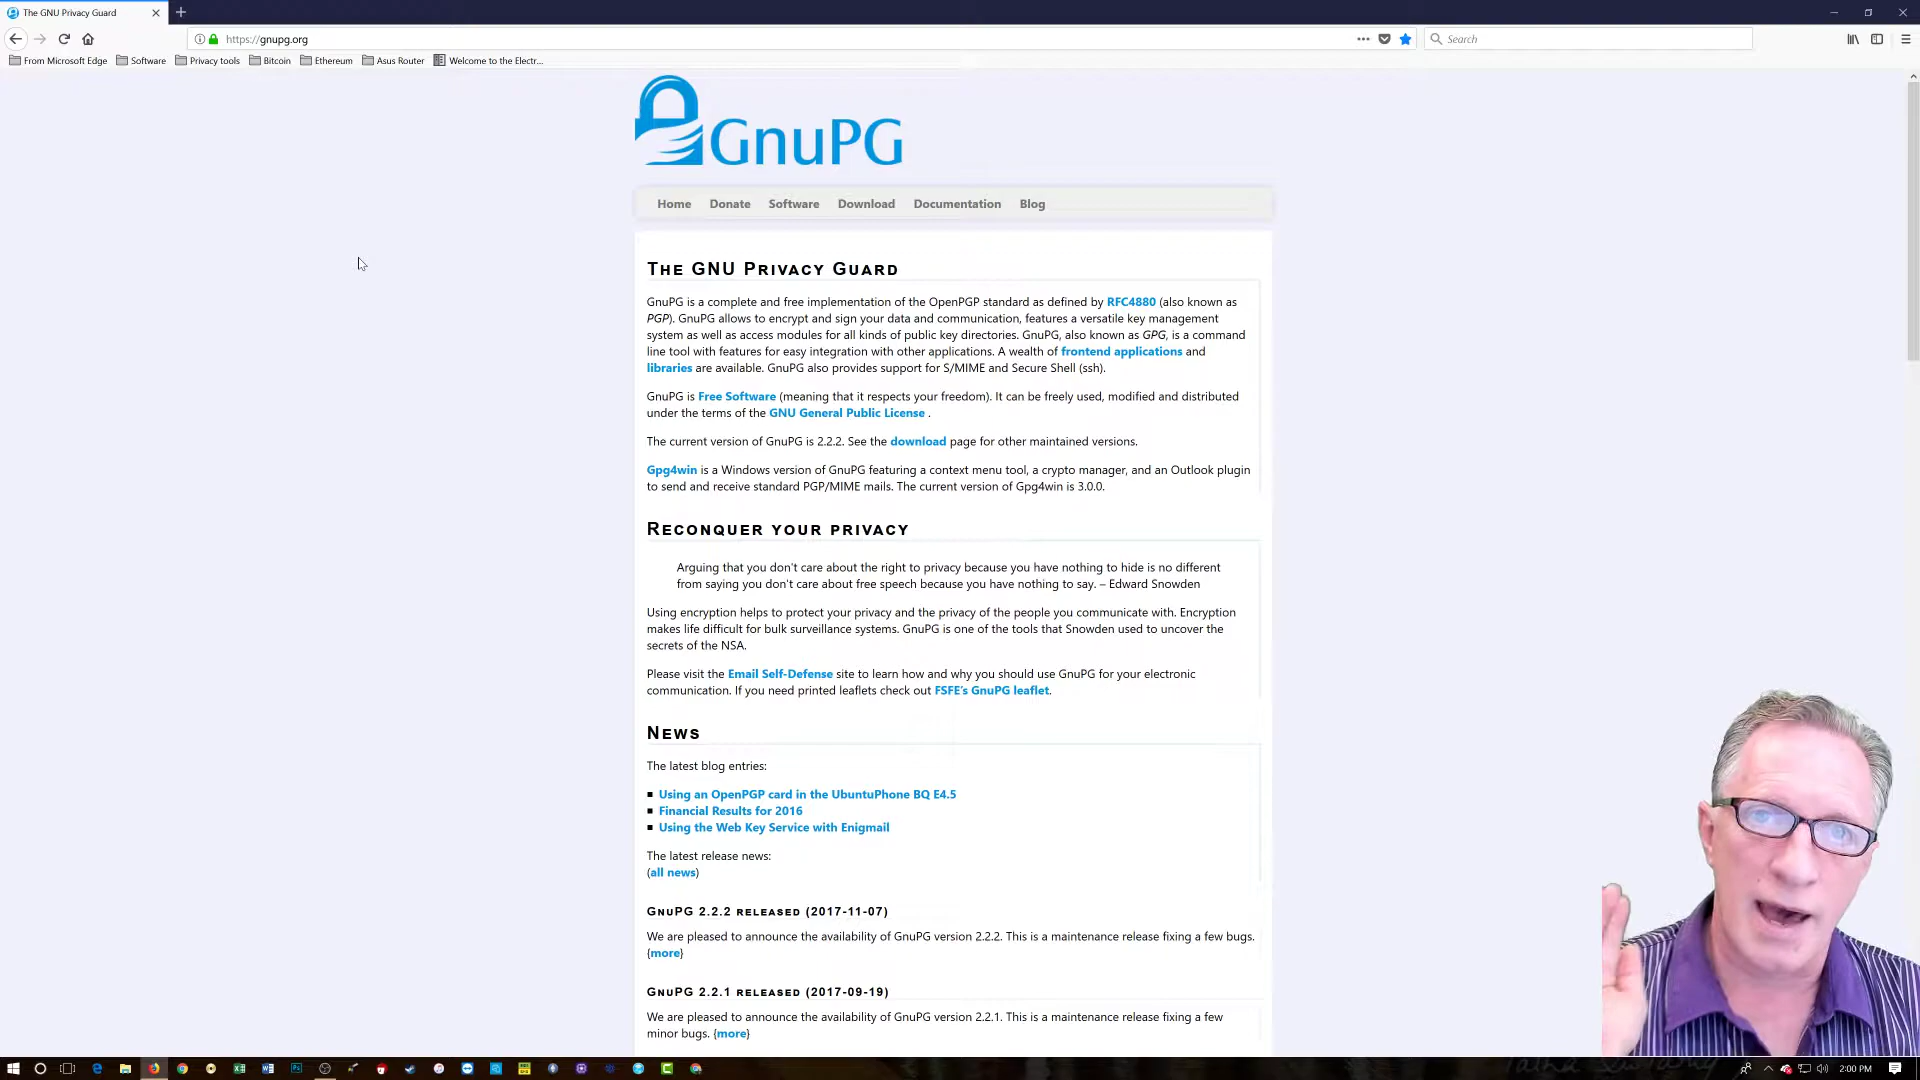 The GNU Privacy Guard
https://gnupg.org
Search
From Microsoft Edge
Software
Privacy tools
Bitcoin
Ethereum
Asus Router
Welcome to the Electr...
GnuPG
Home
Donate
Software
Download
Documentation
Blog
The GNU Privacy Guard
GnuPG is a complete and free implementation of the OpenPGP standard as defined by RFC4880 (also known as
PGP). GnuPG allows to encrypt and sign your data and communication, features a versatile key management
system as well as access modules for all kinds of public key directories. GnuPG, also known as GPG, is a command
line tool with features for easy integration with other applications. A wealth of frontend applications and
libraries are available. GnuPG also provides support for S/MIME and Secure Shell (ssh).
GnuPG is Free Software (meaning that it respects your freedom). It can be freely used, modified and distributed
under the terms of the GNU General Public License .
The current version of GnuPG is 2.2.2. See the download page for other maintained versions.
Gpg4win is a Windows version of GnuPG featuring a context menu tool, a crypto manager, and an Outlook plugin
to send and receive standard PGP/MIME mails. The current version of Gpg4win is 3.0.0.
Reconquer your privacy
Arguing that you don't care about the right to privacy because you have nothing to hide is no different
from saying you don't care about free speech because you have nothing to say. – Edward Snowden
Using encryption helps to protect your privacy and the privacy of the people you communicate with. Encryption
makes life difficult for bulk surveillance systems. GnuPG is one of the tools that Snowden used to uncover the
secrets of the NSA.
Please visit the Email Self-Defense site to learn how and why you should use GnuPG for your electronic
communication. If you need printed leaflets check out FSFE's GnuPG leaflet.
News
The latest blog entries:
Using an OpenPGP card in the UbuntuPhone BQ E4.5
Financial Results for 2016
Using the Web Key Service with Enigmail
The latest release news:
(all news)
GnuPG 2.2.2 released (2017-11-07)
We are pleased to announce the availability of GnuPG version 2.2.2. This is a maintenance release fixing a few bugs.
{more}
GnuPG 2.2.1 released (2017-09-19)
We are pleased to announce the availability of GnuPG version 2.2.1. This is a maintenance release fixing a few
minor bugs. {more}
2:00 PM